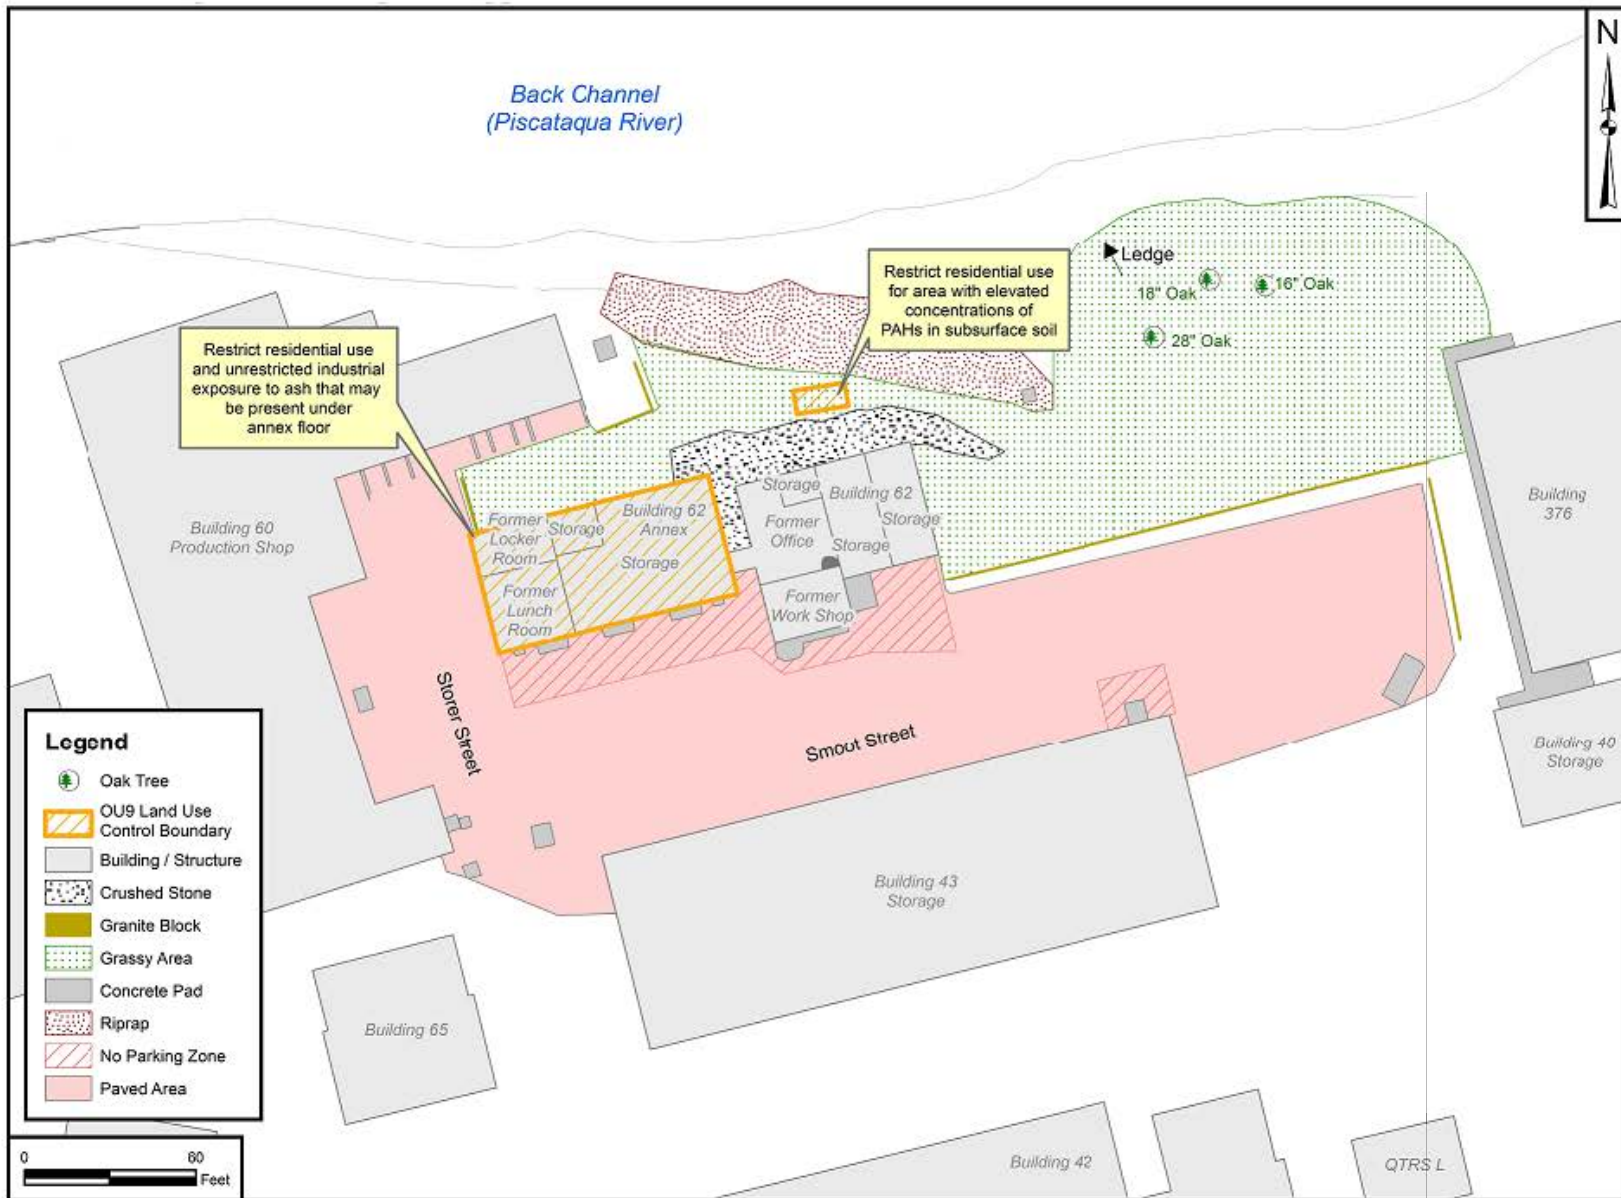 Back Channel
(Piscataqua River)
N
Restrict residential use
for area with elevated
concentrations of
PAHs in subsurface soil
Ledge
18" Oak
16" Oak
28" Oak
Restrict residential use
and unrestricted industrial
exposure to ash that may
be present under
annex floor
Building 60
Production Shop
Former
Locker
Room
Storage
Building 62
Annex
Storage
Former
Lunch
Room
Storage
Building 62
Former
Office
Storage
Storage
Former
Work Shop
Building
376
Storer Street
Smout Street
Building 40
Storage
Building 43
Storage
Building 65
Building 42
QTRS L
Legend
Oak Tree
OU9 Land Use
Control Boundary
Building / Structure
Crushed Stone
Granite Block
Grassy Area
Concrete Pad
Riprap
No Parking Zone
Paved Area
0 60
Feet